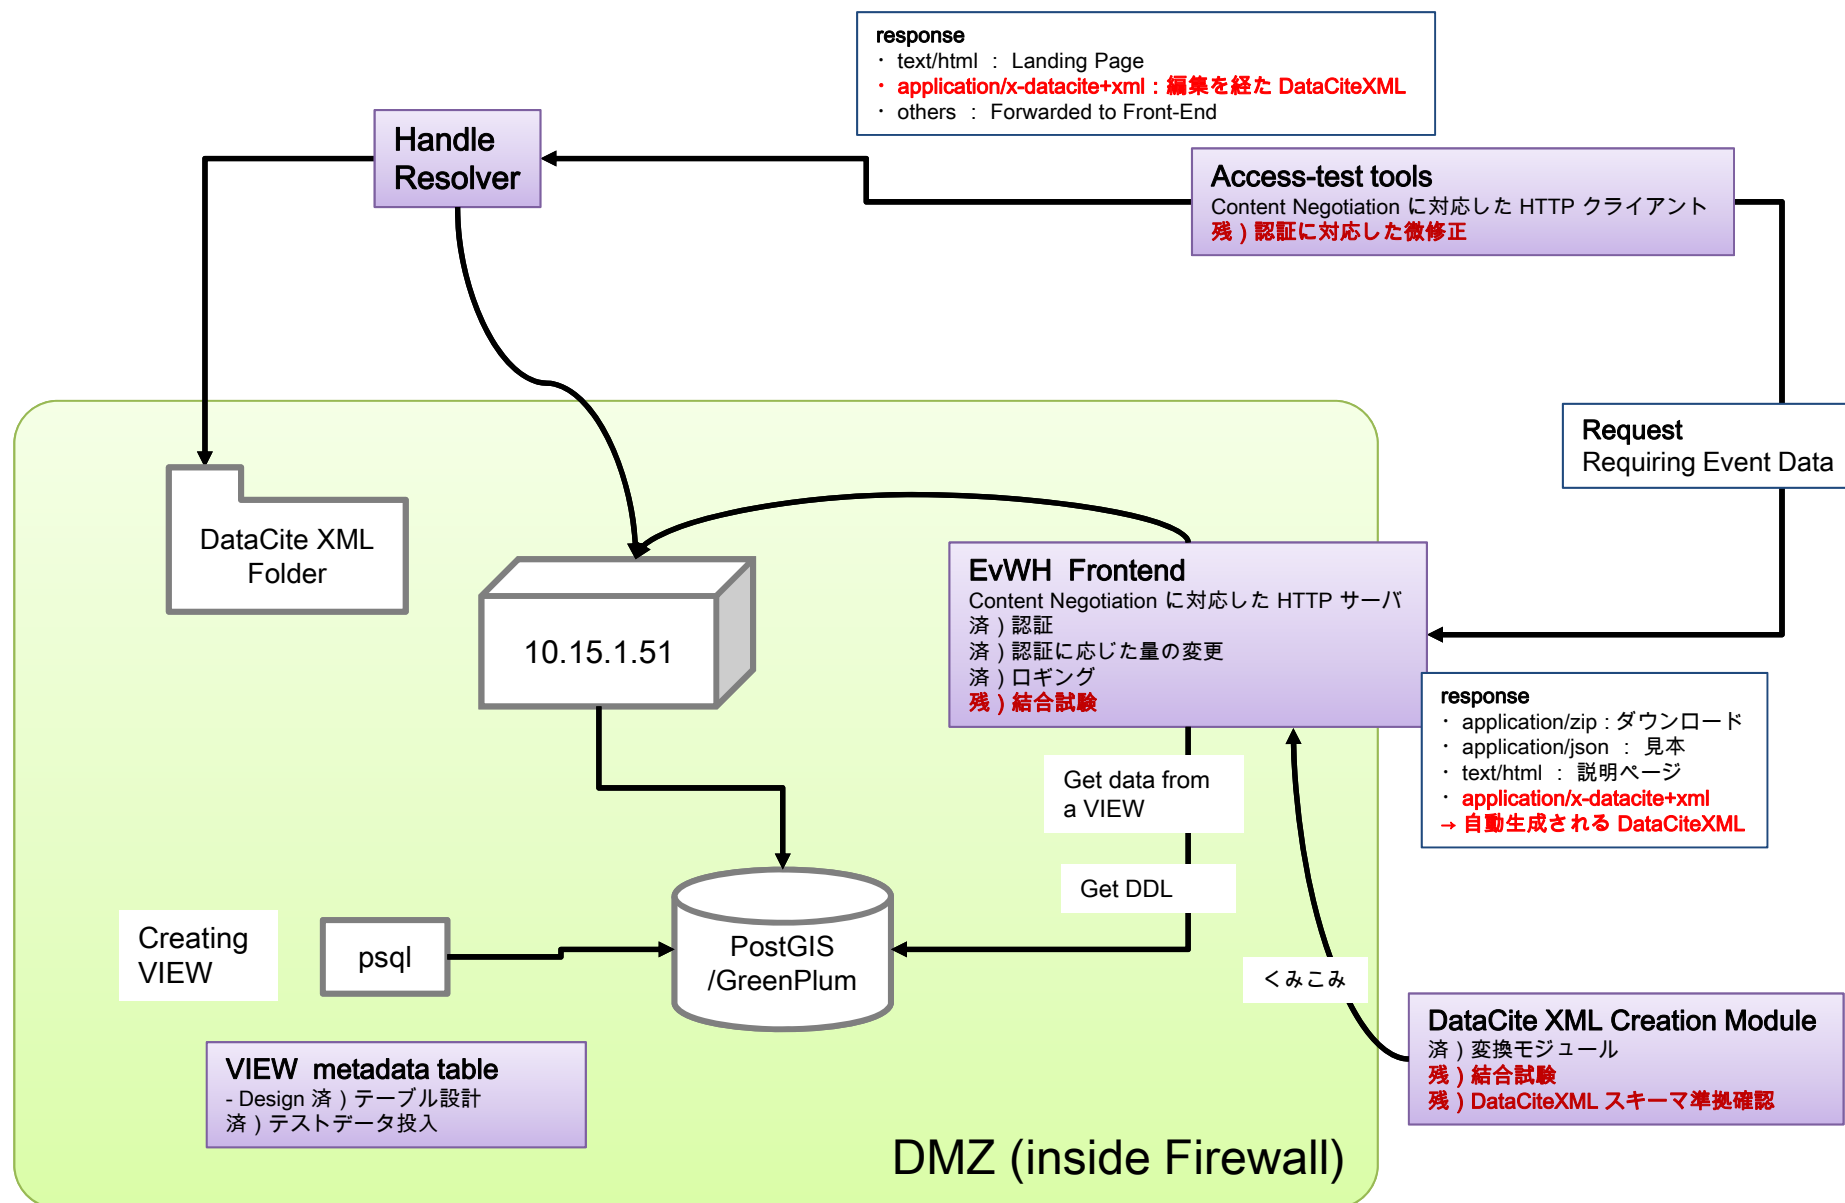 response
・ text/html ： Landing Page
・ application/x-datacite+xml : 編集を経た DataCiteXML
・ others ： Forwarded to Front-End
Handle
Resolver
Access-test tools
Content Negotiation に対応した HTTP クライアント
残 ) 認証に対応した微修正
Request
Requiring Event Data
DataCite XML
Folder
10.15.1.51
EvWH Frontend
Content Negotiation に対応した HTTP サーバ
済 ) 認証
済 ) 認証に応じた量の変更
済 ) ロギング
残 ) 結合試験
response
・ application/zip : ダウンロード
・ application/json ： 見本
・ text/html ： 説明ページ
・ application/x-datacite+xml
→ 自動生成される DataCiteXML
Get data from
a VIEW
Get DDL
Creating
VIEW
psql
PostGIS
/GreenPlum
くみこみ
DataCite XML Creation Module
済 ) 変換モジュール
残 ) 結合試験
残 ) DataCiteXML スキーマ準拠確認
VIEW metadata table
- Design 済 ) テーブル設計
済 ) テストデータ投入
DMZ (inside Firewall)